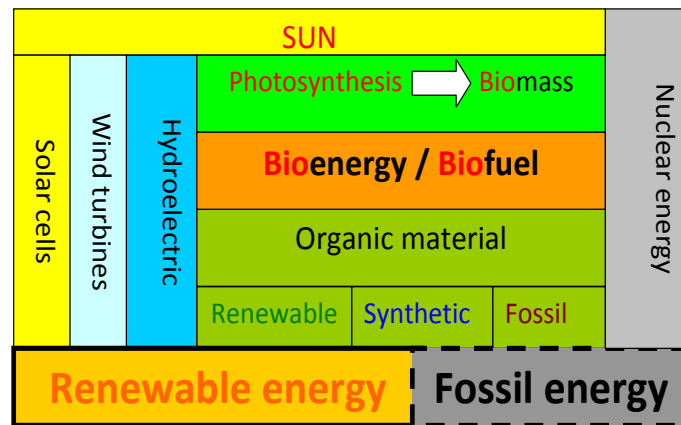 SUN
Solar cells
Wind turbines
Hydroelectric
Photosynthesis Biomass
Bioenergy / Biofuel
Organic material
Renewable Synthetic Fossil
Nuclear energy
Renewable energy Fossil energy